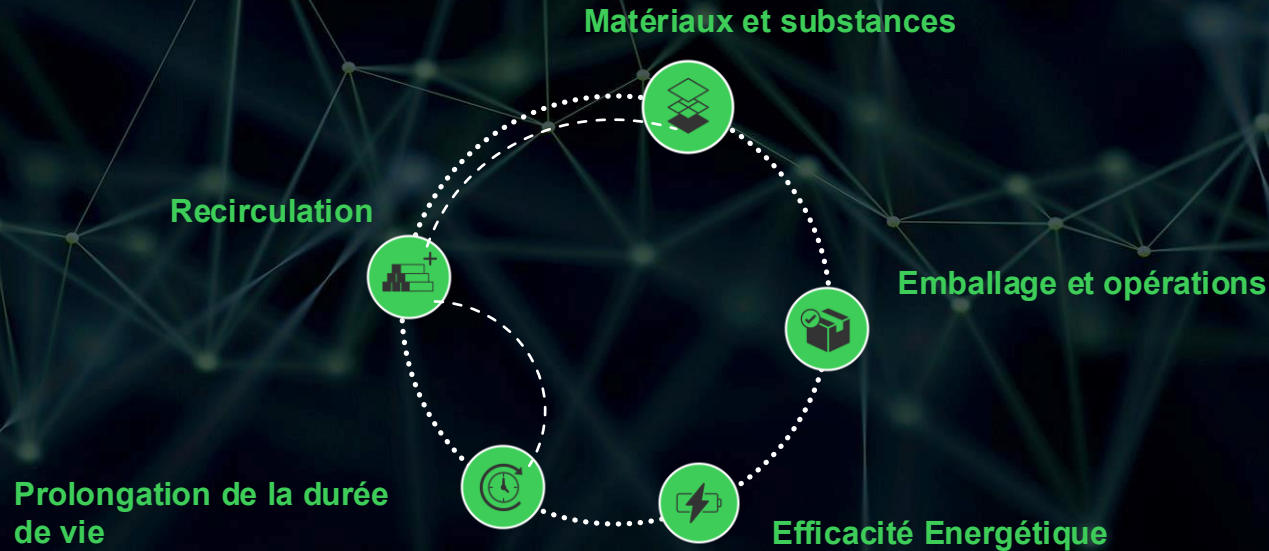 Matériaux et substances
Recirculation
Emballage et opérations
Prolongation de la durée
de vie
Efficacité Energétique